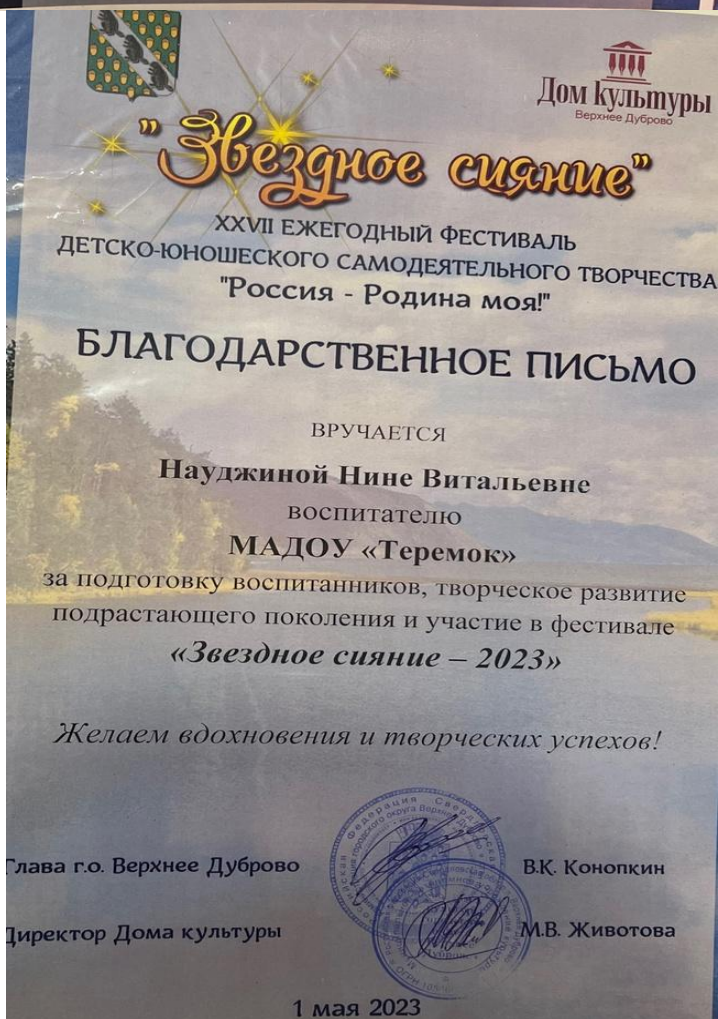 Дом культуры
Верхнее Дуброво
"Звездное сияние"
XXVII ЕЖЕГОДНЫЙ ФЕСТИВАЛЬ
ДЕТСКО-ЮНОШЕСКОГО САМОДЕЯТЕЛЬНОГО ТВОРЧЕСТВА
"Россия - Родина моя!"
БЛАГОДАРСТВЕННОЕ ПИСЬМО
ВРУЧАЕТСЯ
Науджиной Нине Витальевне
воспитателю
МАДОУ «Теремок»
за подготовку воспитанников, творческое развитие
подрастающего поколения и участие в фестивале
«Звездное сияние – 2023»
Желаем вдохновения и творческих успехов!
Глава г.о. Верхнее Дуброво В.К. Конопкин
Директор Дома культуры М.В. Животова
1 мая 2023